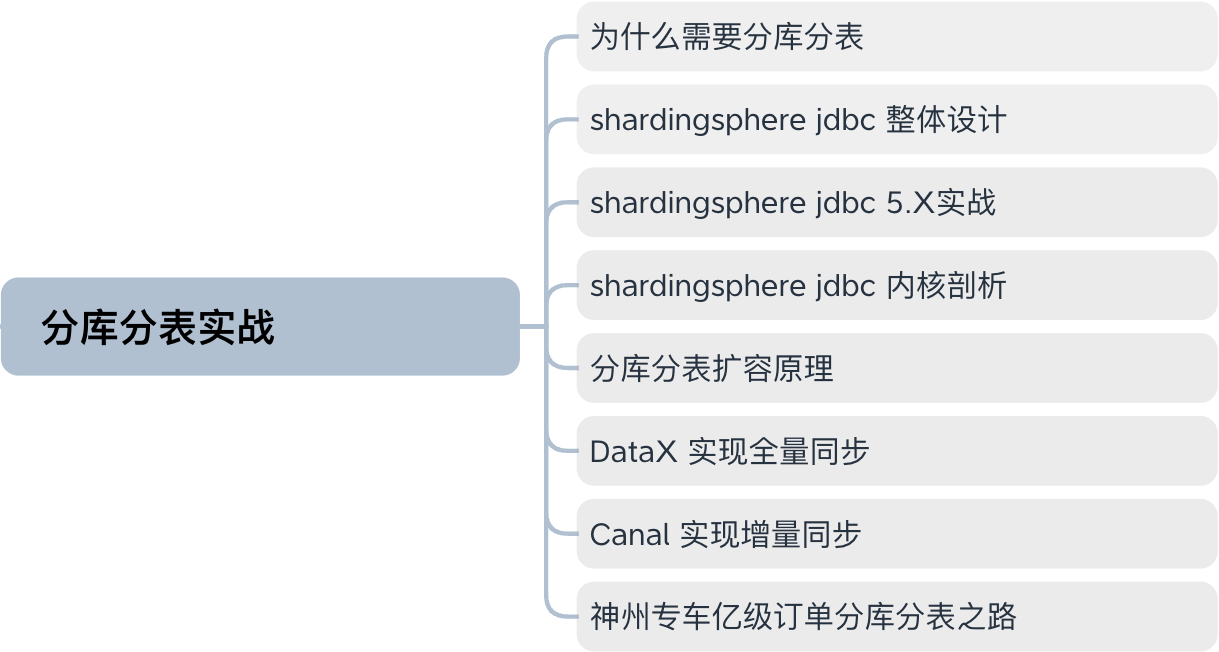 分库分表实战
为什么需要分库分表
shardingsphere jdbc 整体设计
shardingsphere jdbc 5.X实战
shardingsphere jdbc 内核剖析
分库分表扩容原理
DataX 实现全量同步
Canal 实现增量同步
神州专车亿级订单分库分表之路